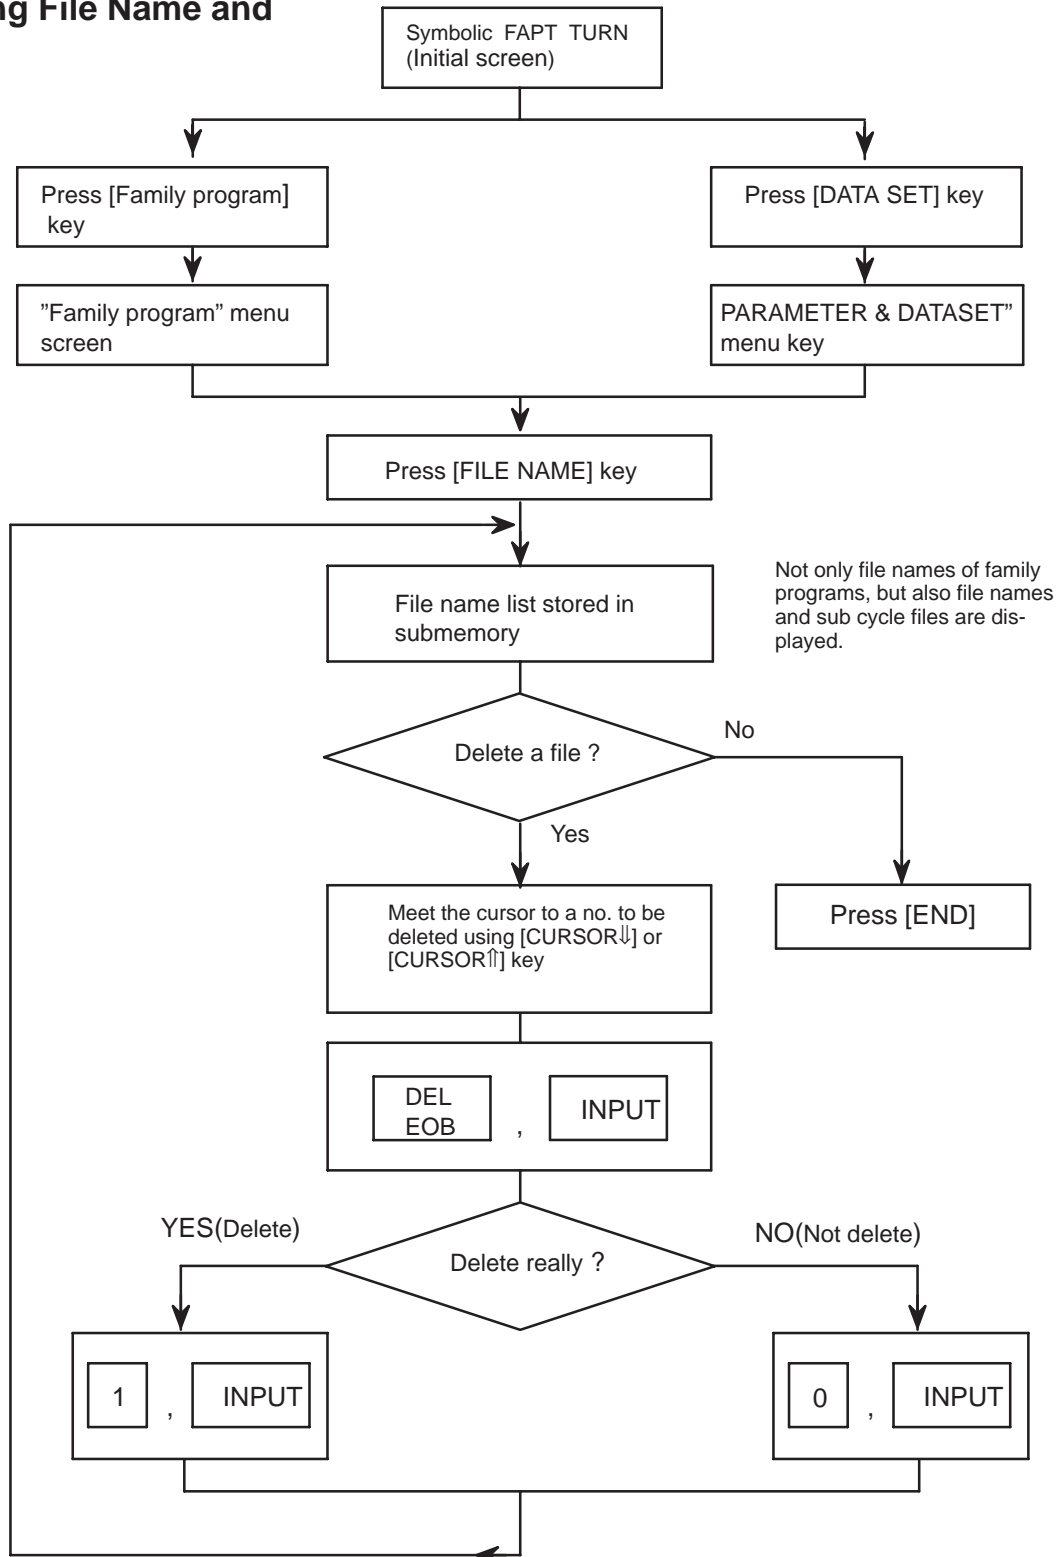 ng File Name and
Symbolic FAPT TURN
(Initial screen)
Press [Family program]
key
Press [DATA SET] key
”Family program” menu
screen
PARAMETER & DATASET”
menu key
Press [FILE NAME] key
File name list stored in
submemory
Not only file names of family
programs, but also file names
and sub cycle files are dis-
played.
Delete a file ?
No
Yes
Meet the cursor to a no. to be
deleted using [CURSOR⇓] or
[CURSOR⇑] key
Press [END]
DEL
EOB
,
INPUT
YES(Delete)
Delete really ?
NO(Not delete)
1 , INPUT
0 , INPUT